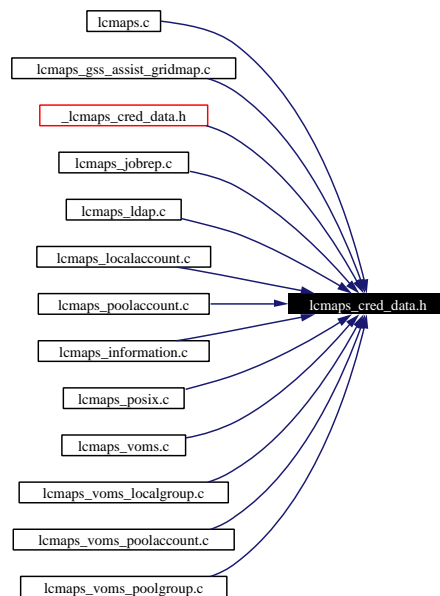 lcmaps.c
lcmaps_gss_assist_gridmap.c
_lcmaps_cred_data.h
lcmaps_jobrep.c
lcmaps_ldap.c
lcmaps_localaccount.c
lcmaps_poolaccount.c
lcmaps_cred_data.h
lcmaps_information.c
lcmaps_posix.c
lcmaps_voms.c
lcmaps_voms_localgroup.c
lcmaps_voms_poolaccount.c
lcmaps_voms_poolgroup.c